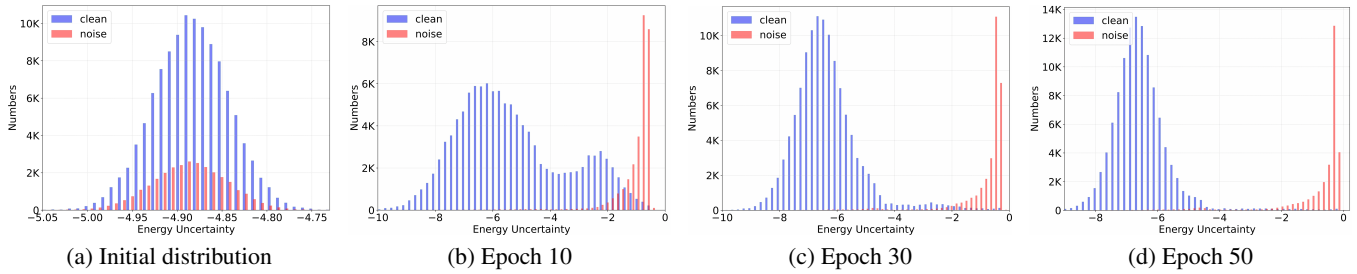 10K
8K
6K
4K
2K
0
Numbers
clean
noise
−5.05 −5.00 −4.95 −4.90 −4.85 −4.80 −4.75
Energy Uncertainty
(a) Initial distribution
8K
6K
4K
2K
0
Numbers
clean
noise
−10 −8 −6 −4 −2 0
Energy Uncertainty
(b) Epoch 10
10K
8K
6K
4K
2K
0
Numbers
clean
noise
−10 −8 −6 −4 −2 0
Energy Uncertainty
(c) Epoch 30
14K
12K
10K
8K
6K
4K
2K
0
Numbers
clean
noise
−8 −6 −4 −2 0
Energy Uncertainty
(d) Epoch 50